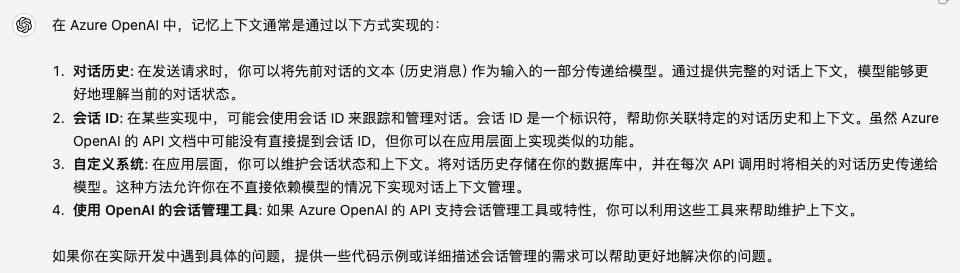 在 Azure OpenAI 中，记忆上下文通常是通过以下方式实现的：
1. 对话历史: 在发送请求时，你可以将先前对话的文本（历史消息）作为输入的一部分传递给模型。通过提供完整的对话上下文，模型能够更
好地理解当前的对话状态。
2. 会话 ID: 在某些实现中，可能会使用会话 ID 来跟踪和管理对话。会话 ID 是一个标识符，帮助你关联特定的对话历史和上下文。虽然 Azure
OpenAI 的 API 文档中可能没有直接提到会话 ID，但你可以在应用层面上实现类似的功能。
3. 自定义系统: 在应用层面，你可以维护会话状态和上下文。将对话历史存储在你的数据库中，并在每次 API 调用时将相关的对话历史传递给
模型。这种方法允许你在不直接依赖模型的情况下实现对话上下文管理。
4. 使用 OpenAI 的会话管理工具: 如果 Azure OpenAI 的 API 支持会话管理工具或特性，你可以利用这些工具来帮助维护上下文。
如果你在实际开发中遇到具体的问题，提供一些代码示例或详细描述会话管理的需求可以帮助更好地解决你的问题。